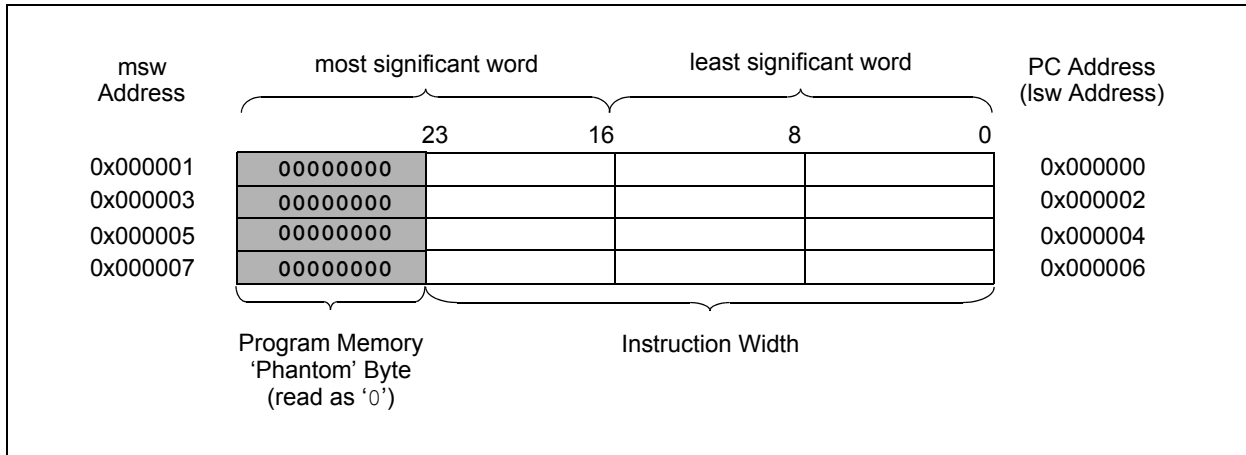 msw
Address
most significant word
least significant word
PC Address
(lsw Address)
23
16
8
0
0x000001
00000000
0x000000
0x000003
00000000
0x000002
0x000005
00000000
0x000004
0x000007
00000000
0x000006
Program Memory
‘Phantom’ Byte
(read as ‘0’)
Instruction Width